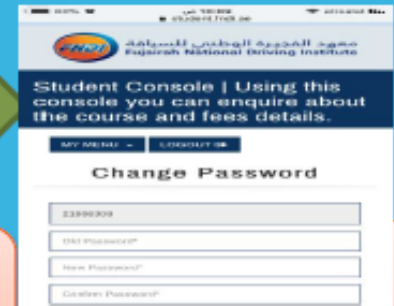 student.fndi.ae
FNDI
معهد الفجيرة الوطني للسياقة
Fujairah National Driving Institute
Student Console | Using this
console you can enquire about
the course and fees details.
MY MENU
LOGOUT
Change Password
Old Password*
New Password*
Confirm Password*